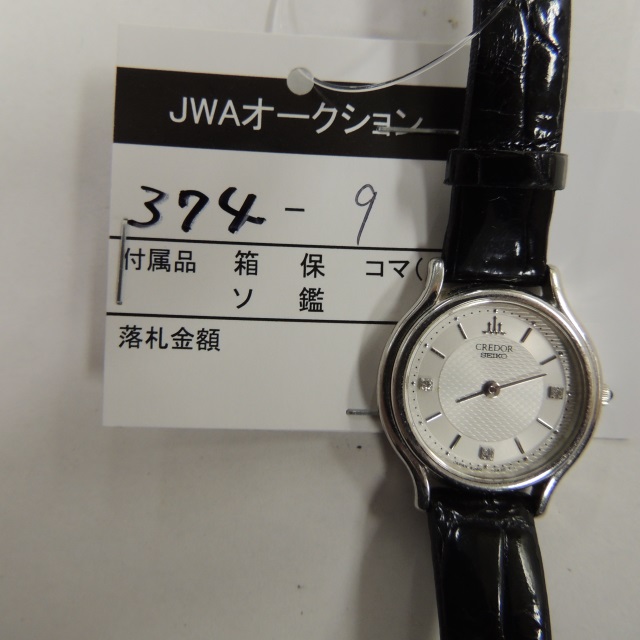 JWAオークション
374-9
付属品 箱 保 コマ(
ソ 鑑
落札金額
CREDOR
SEIKO